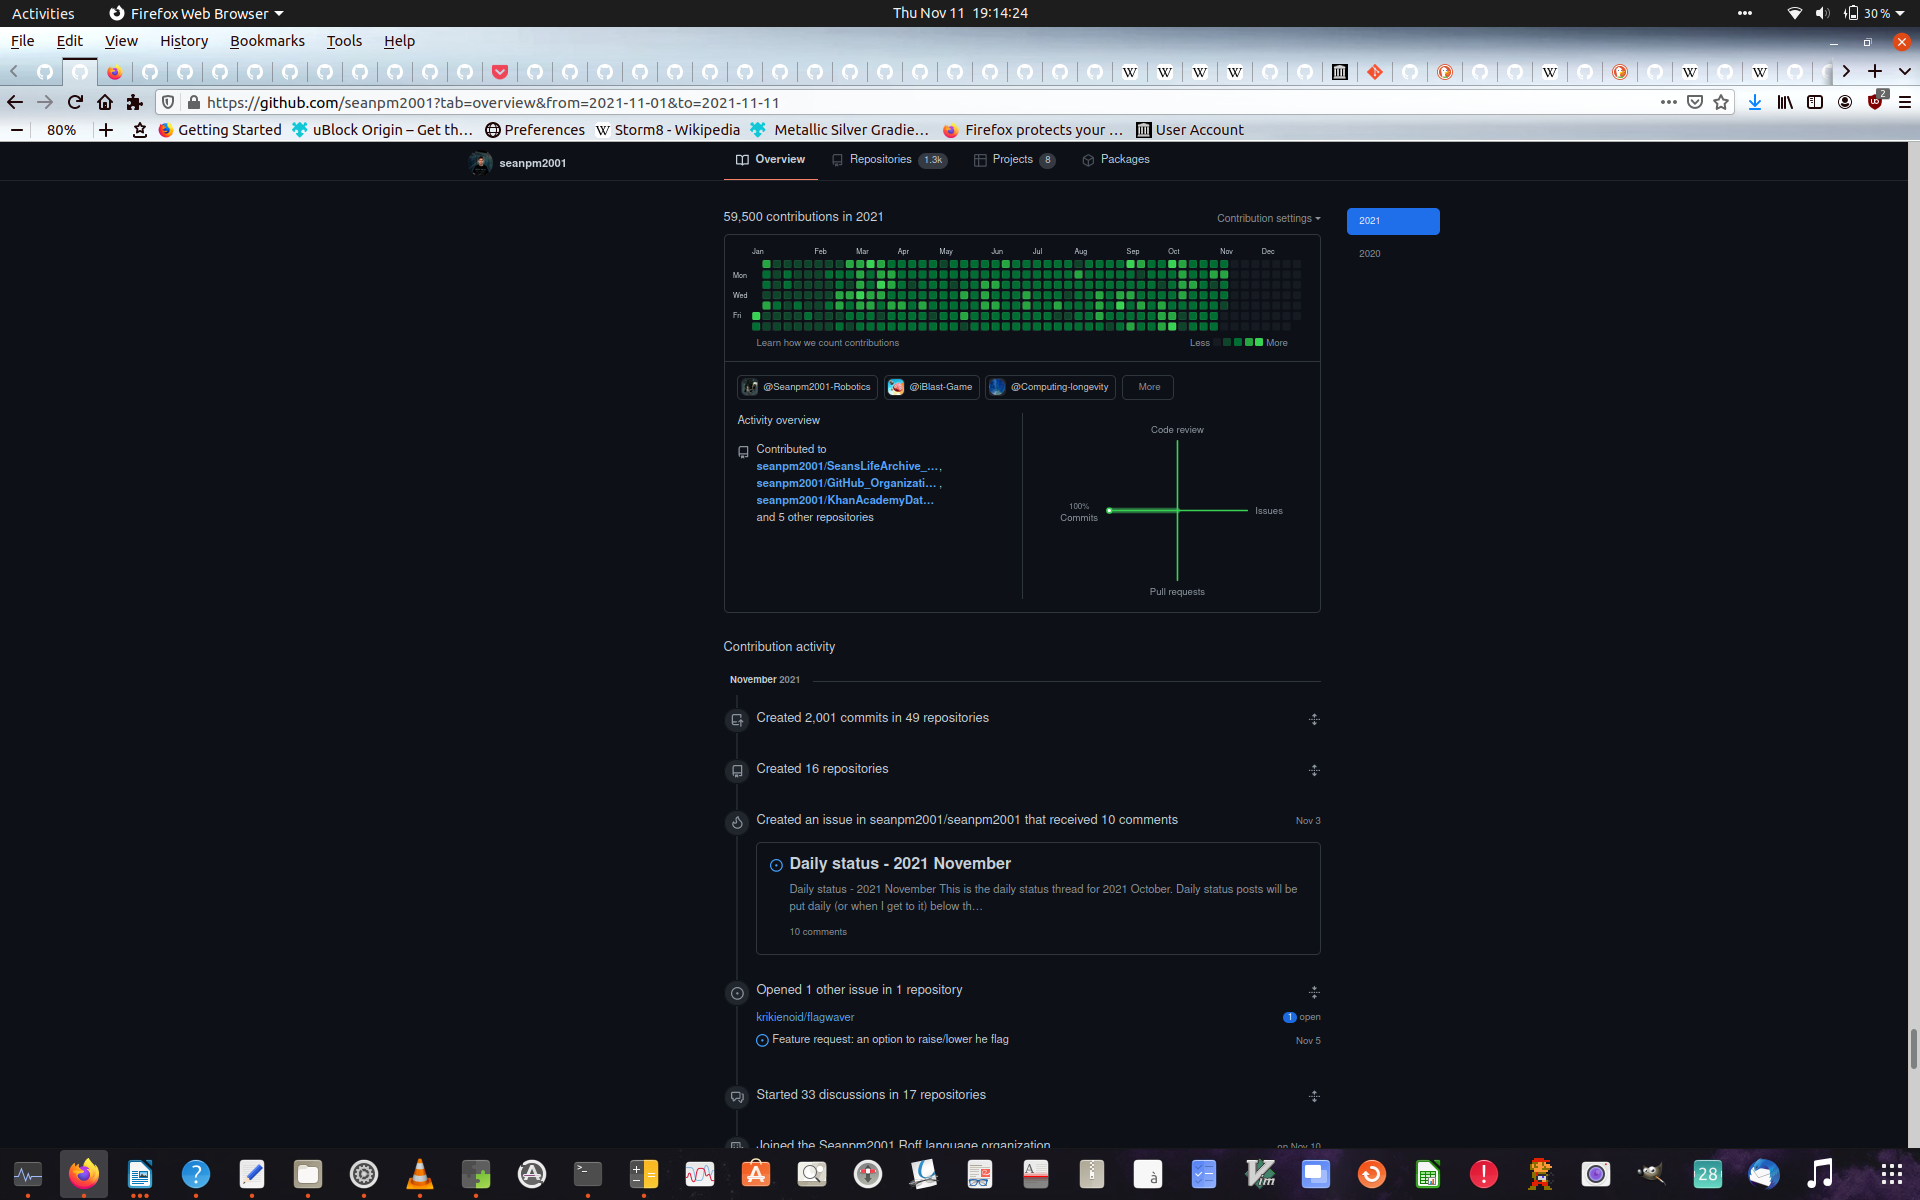 Activities
Firefox Web Browser
Thu Nov 11 19:14:24
30 %
File Edit View History Bookmarks Tools Help
https://github.com/seanpm2001?tab=overview&from=2021-11-01&to=2021-11-11
2
80%
Getting Started
uBlock Origin – Get th…
Preferences
Storm8 - Wikipedia
Metallic Silver Gradie…
Firefox protects your …
User Account
seanpm2001
Overview
Repositories 1.3k
Projects 8
Packages
59,500 contributions in 2021
Contribution settings
2021
2020
Jan Feb Mar Apr May Jun Jul Aug Sep Oct Nov Dec
Mon
Wed
Fri
Learn how we count contributions
Less More
@Seanpm2001-Robotics
@iBlast-Game
@Computing-longevity
More
Activity overview
Contributed to
seanpm2001/SeansLifeArchive_…,
seanpm2001/GitHub_Organizati… ,
seanpm2001/KhanAcademyDat…
and 5 other repositories
Code review
100%
Commits
Issues
Pull requests
Contribution activity
November 2021
Created 2,001 commits in 49 repositories
Created 16 repositories
Created an issue in seanpm2001/seanpm2001 that received 10 comments
Nov 3
Daily status - 2021 November
Daily status - 2021 November This is the daily status thread for 2021 October. Daily status posts will be
put daily (or when I get to it) below th…
10 comments
Opened 1 other issue in 1 repository
krikienoid/flagwaver
1 open
Feature request: an option to raise/lower he flag
Nov 5
Started 33 discussions in 17 repositories
Joined the Seanpm2001 Roff language organization
on Nov 10
28